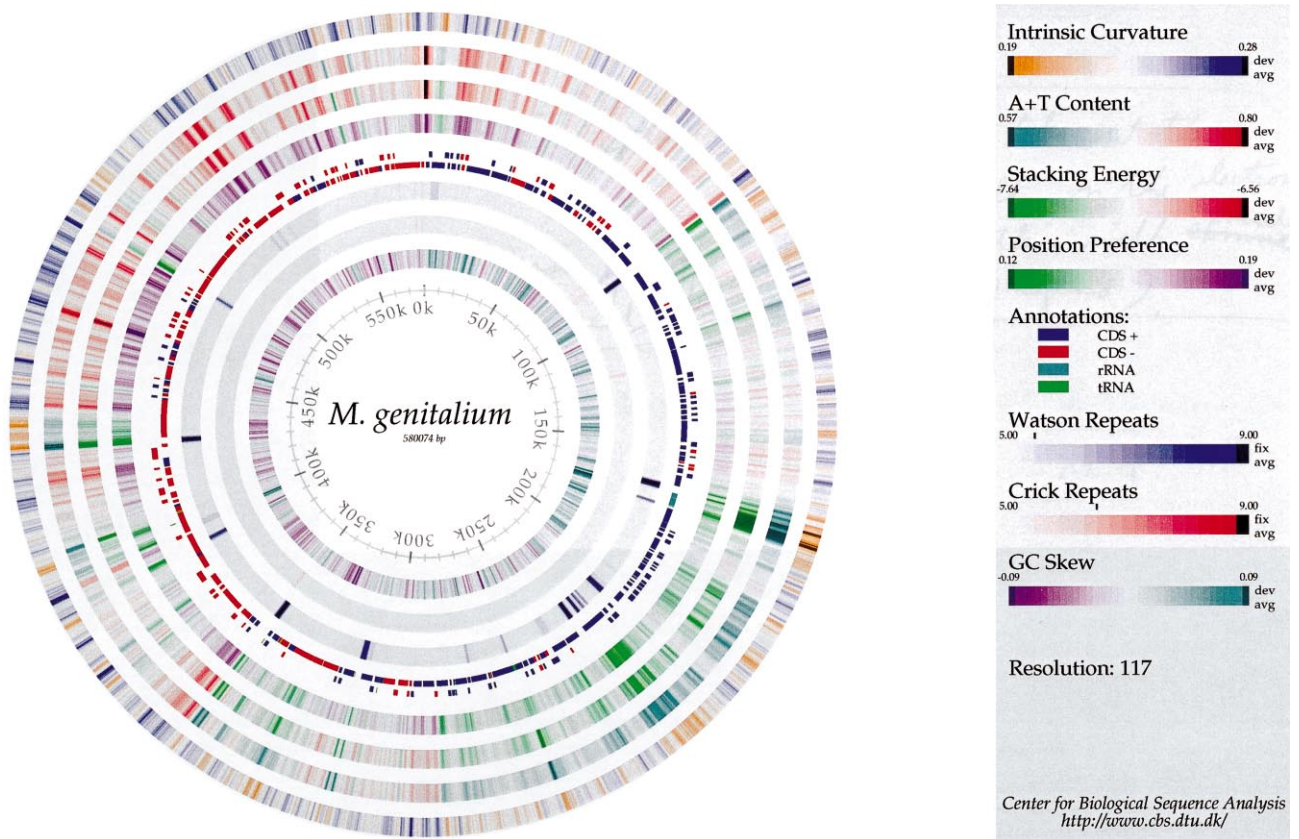 0k
50k
100k
150k
200k
250k
300k
350k
400k
450k
500k
550k
M. genitalium
580074 bp
Intrinsic Curvature
0.19 0.28
dev
avg
A+T Content
0.57 0.80
dev
avg
Stacking Energy
-7.64 -6.56
dev
avg
Position Preference
0.12 0.19
dev
avg
Annotations:
CDS +
CDS -
rRNA
tRNA
Watson Repeats
5.00 9.00
fix
avg
Crick Repeats
5.00 9.00
fix
avg
GC Skew
-0.09 0.09
dev
avg
Resolution: 117
Center for Biological Sequence Analysis
http://www.cbs.dtu.dk/